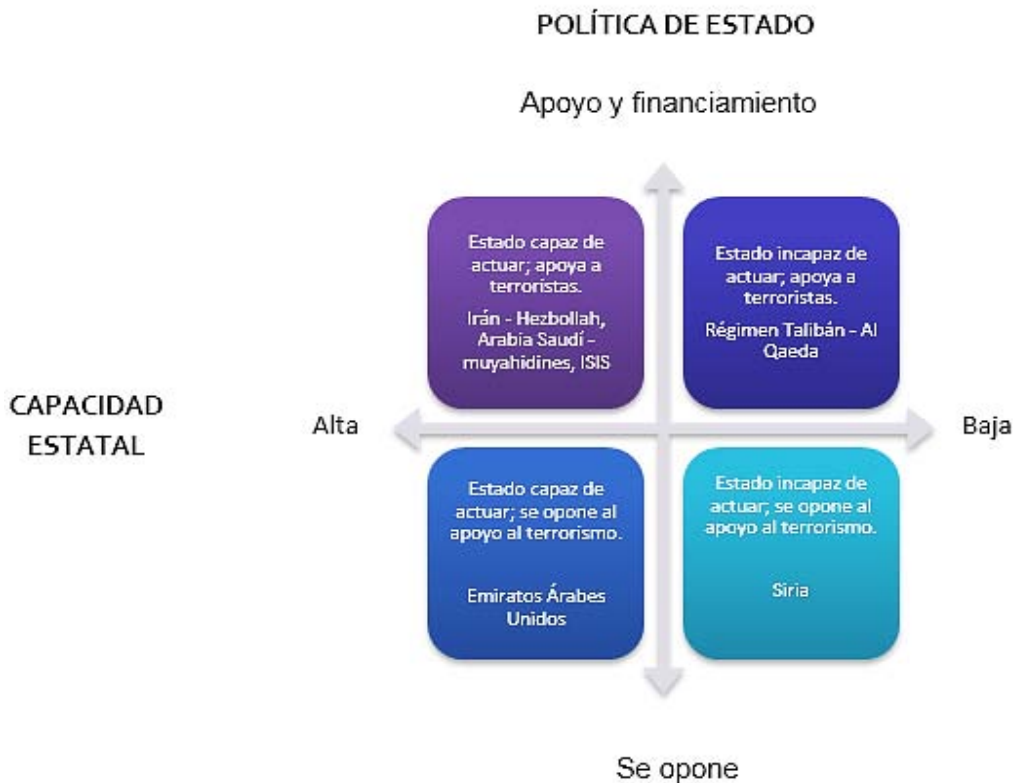 POLÍTICA DE ESTADO
Apoyo y financiamiento
Estado capaz de
actuar; apoya a
terroristas.
Irán - Hezbollah,
Arabia Saudí -
muyahidines, ISIS
Estado incapaz de
actuar; apoya a
terroristas.
Régimen Talibán - Al
Qaeda
CAPACIDAD
ESTATAL
Alta
Baja
Estado capaz de
actuar; se opone al
apoyo al terrorismo.
Emiratos Árabes
Unidos
Estado incapaz de
actuar; se opone al
apoyo al terrorismo.
Siria
Se opone